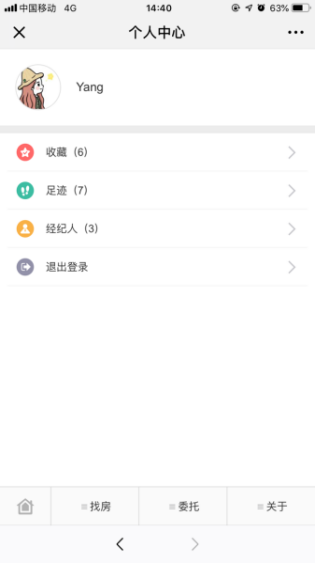 中国移动 4G 14:40 63%
个人中心
Yang
收藏（6）
足迹（7）
经纪人（3）
退出登录
找房 委托 关于